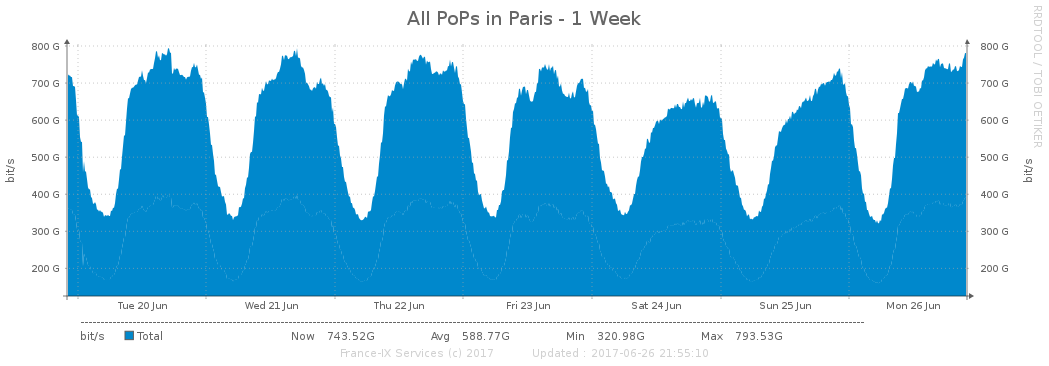 All PoPs in Paris - 1 Week
RRDTOOL / TOBI OETIKER
bit/s
bit/s
800 G 800 G
700 G 700 G
600 G 600 G
500 G 500 G
400 G 400 G
300 G 300 G
200 G 200 G
Tue 20 Jun Wed 21 Jun Thu 22 Jun Fri 23 Jun Sat 24 Jun Sun 25 Jun Mon 26 Jun
bit/s Total Now 743.52G Avg 588.77G Min 320.98G Max 793.53G
France-IX Services (c) 2017 Updated : 2017-06-26 21:55:10